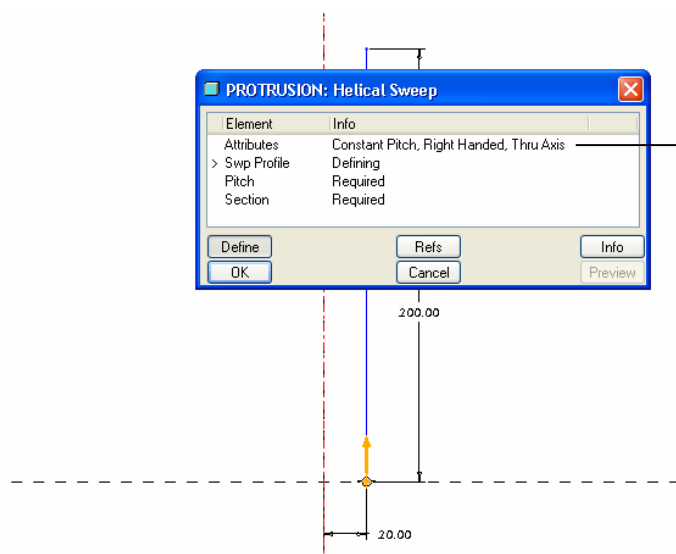 PROTRUSION: Helical Sweep
Element Info
Attributes Constant Pitch, Right Handed, Thru Axis
> Swp Profile Defining
Pitch Required
Section Required
Define Refs Info
OK Cancel Preview
200.00
20.00